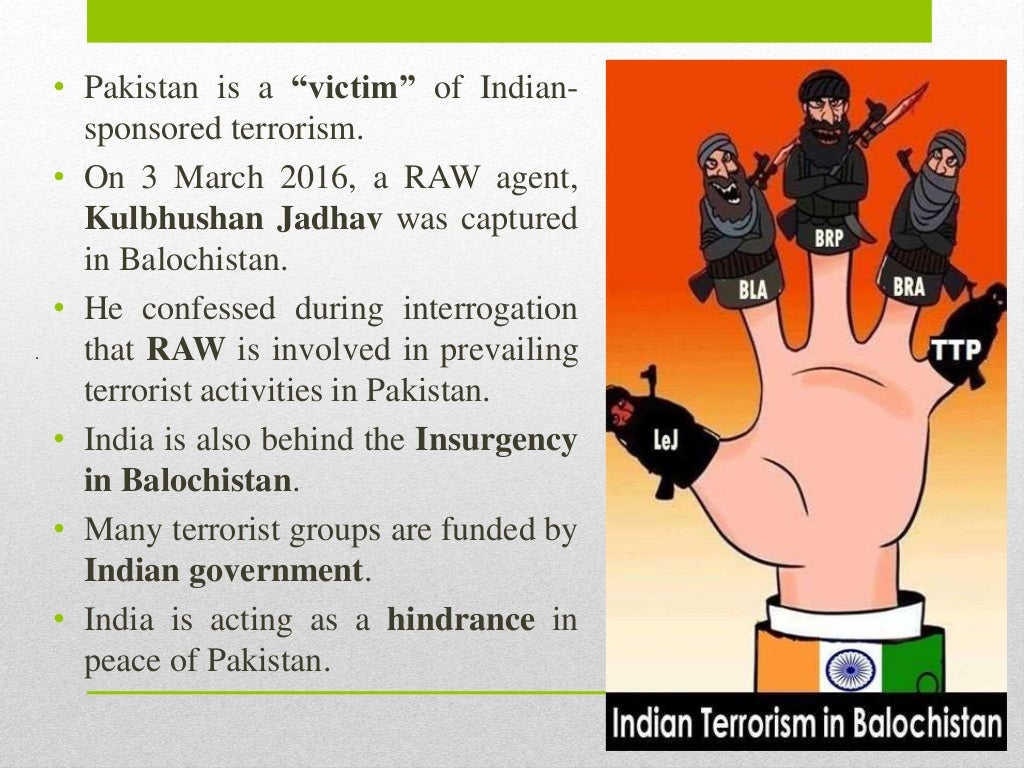 • Pakistan is a “victim” of Indian-
sponsored terrorism.
• On 3 March 2016, a RAW agent,
Kulbhushan Jadhav was captured
in Balochistan.
• He confessed during interrogation
that RAW is involved in prevailing
terrorist activities in Pakistan.
• India is also behind the Insurgency
in Balochistan.
• Many terrorist groups are funded by
Indian government.
• India is acting as a hindrance in
peace of Pakistan.
.
BRP
BLA
BRA
TTP
LeJ
Indian Terrorism in Balochistan